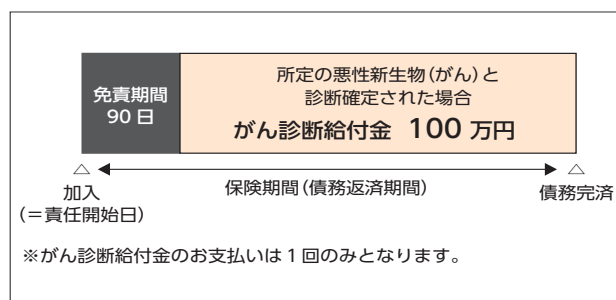 免責期間
90 日
所定の悪性新生物(がん)と
診断確定された場合
がん診断給付金 100 万円
△ △
加入 保険期間(債務返済期間) 債務完済
(=責任開始日)
※がん診断給付金のお支払いは 1 回のみとなります。